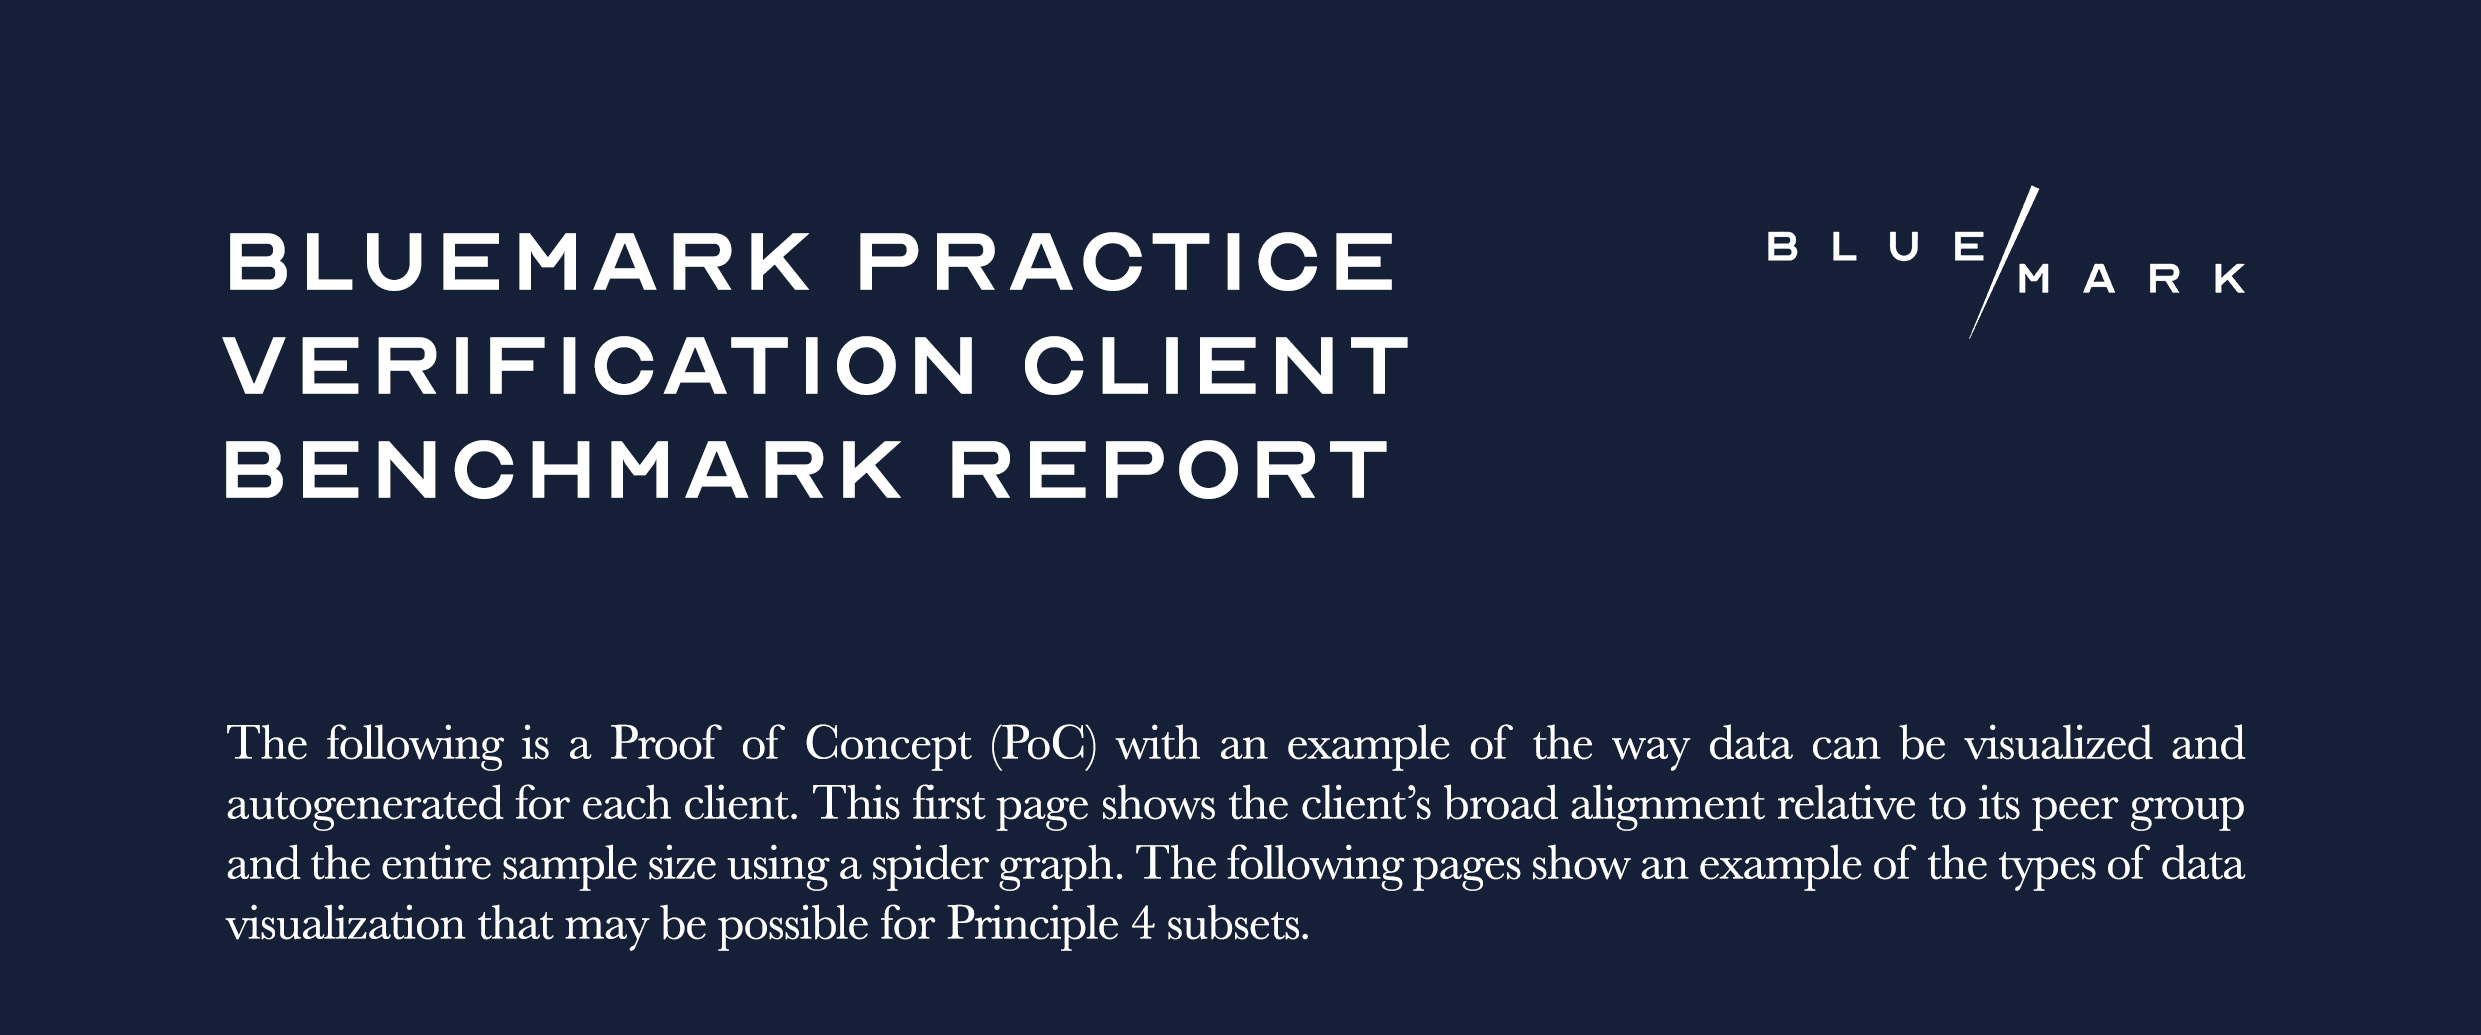 BLUEMARK PRACTICE
VERIFICATION CLIENT
BENCHMARK REPORT
BLUE/MARK
The following is a Proof of Concept (PoC) with an example of the way data can be visualized and
autogenerated for each client. This first page shows the client’s broad alignment relative to its peer group
and the entire sample size using a spider graph. The following pages show an example of the types of data
visualization that may be possible for Principle 4 subsets.